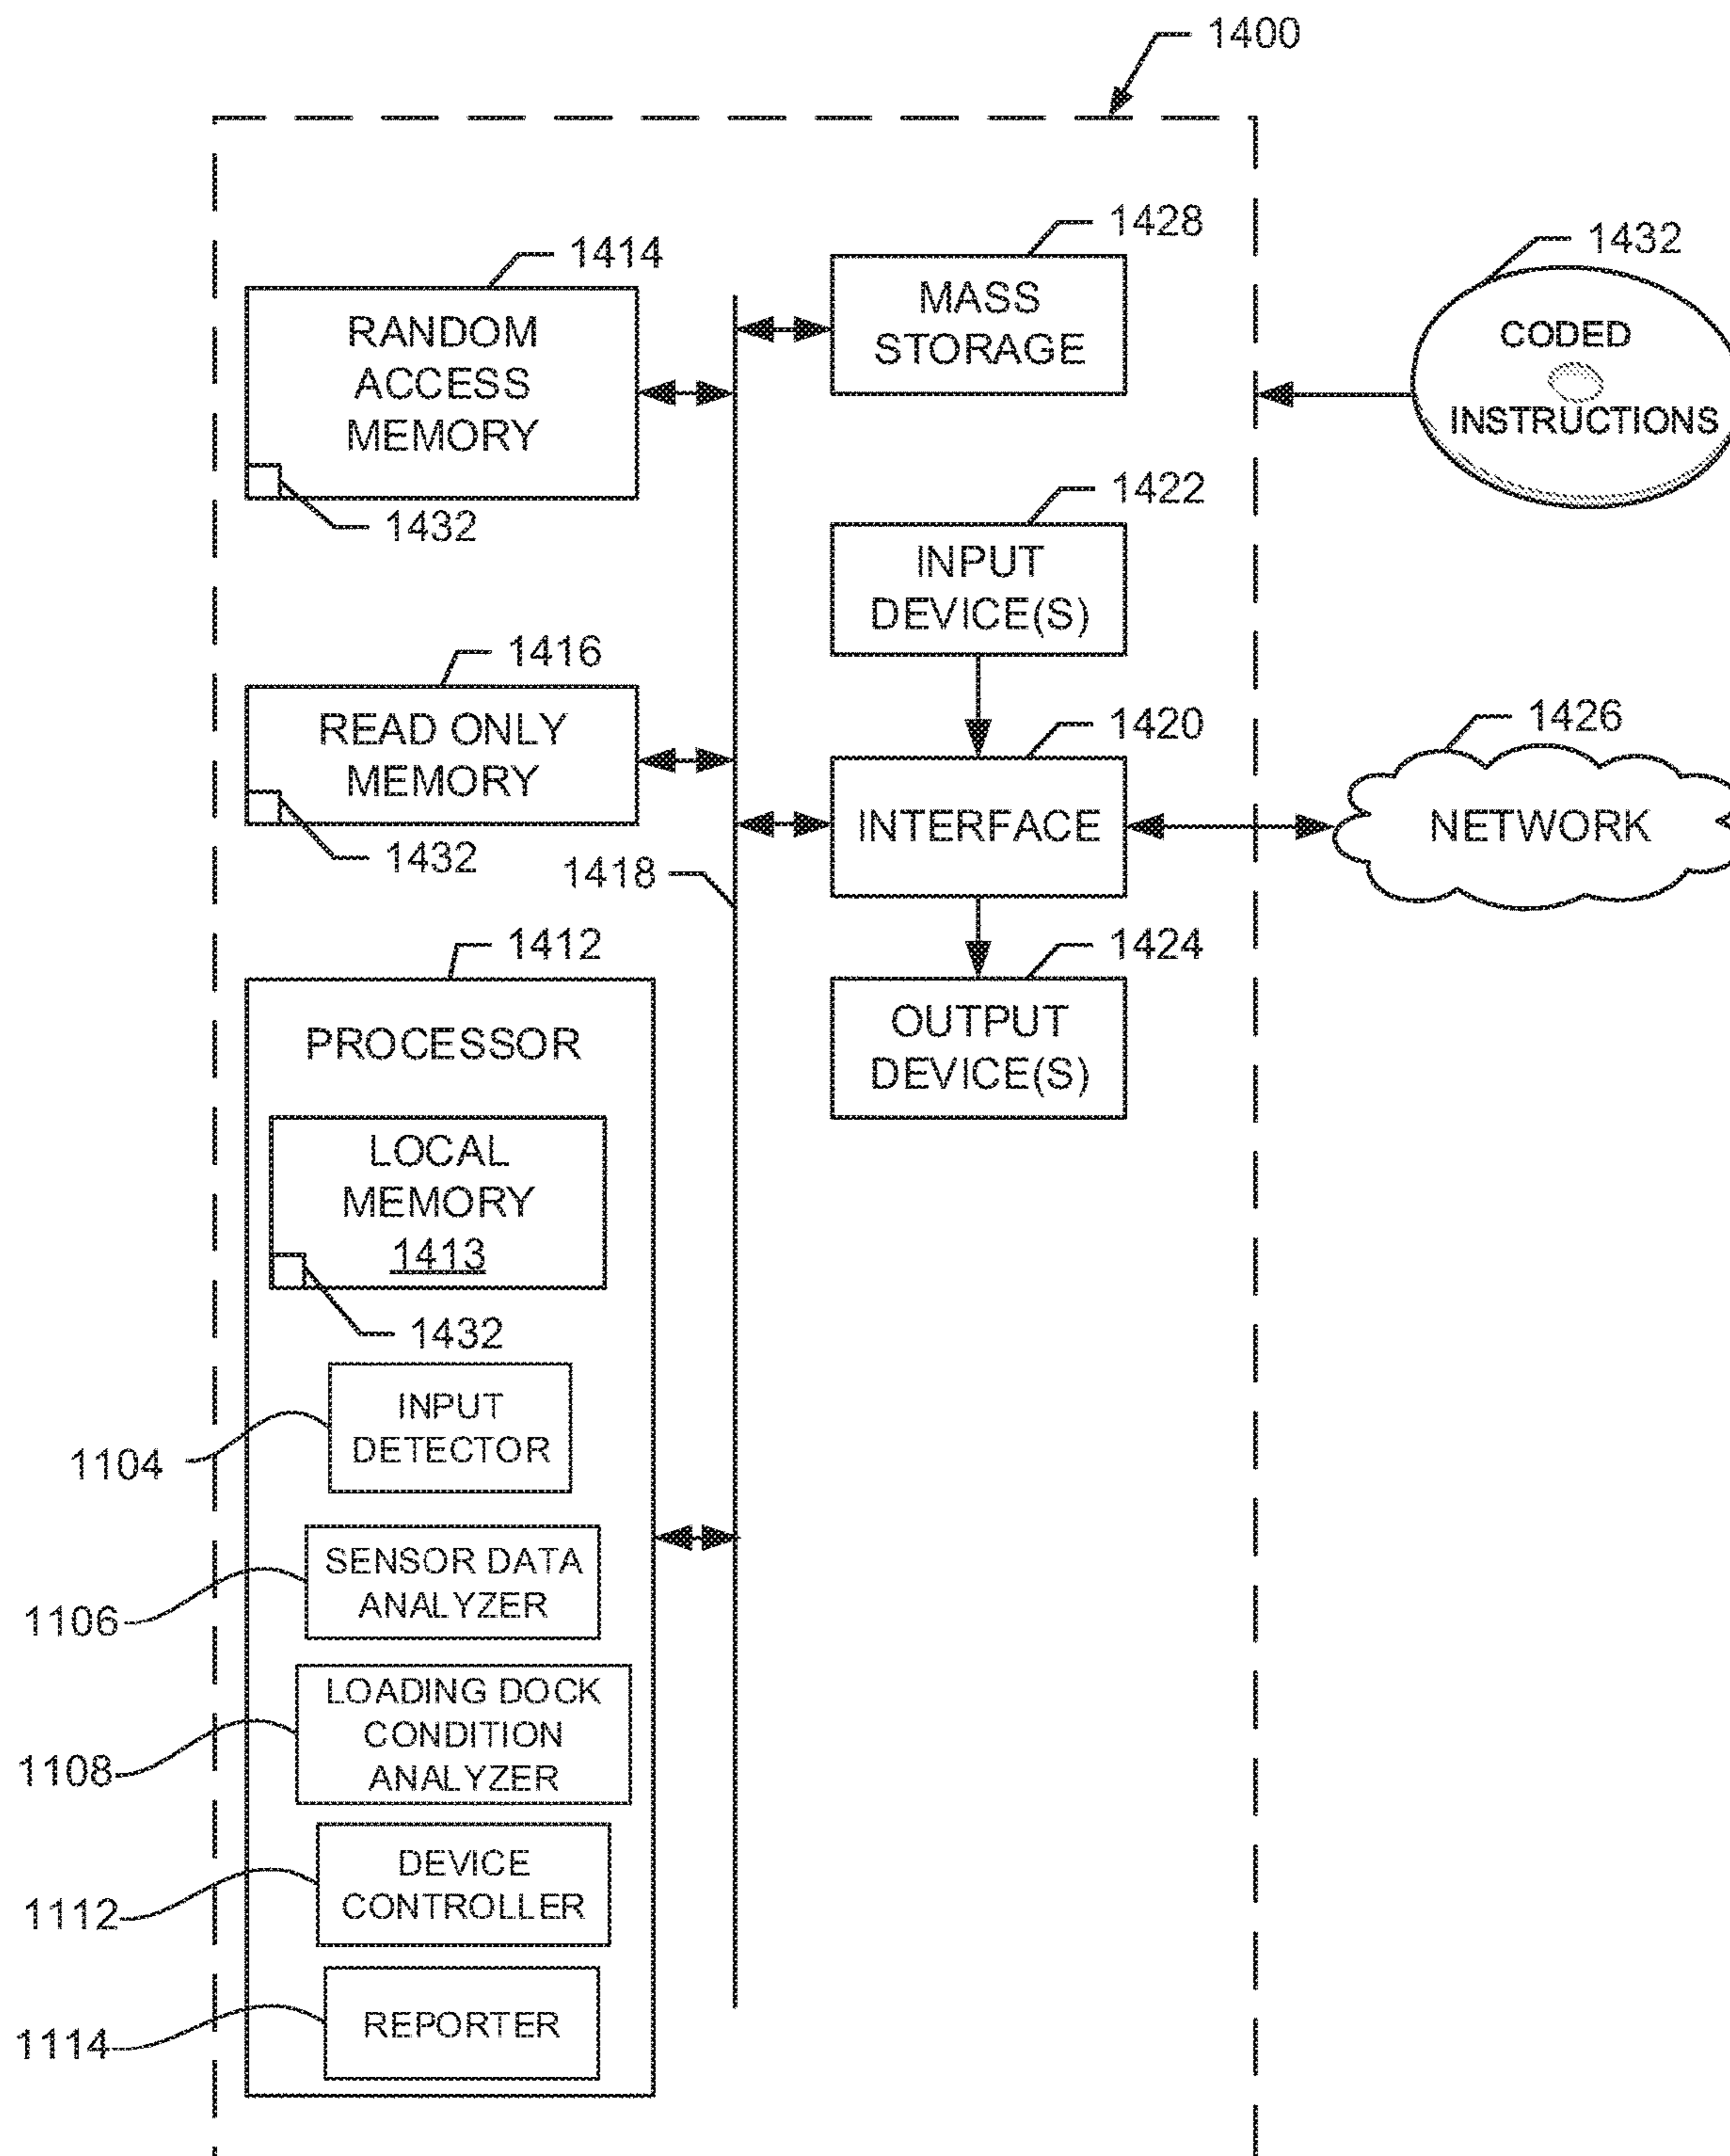 1400
1414
RANDOM
ACCESS
MEMORY
1432
1428
MASS
STORAGE
1432
CODED
INSTRUCTIONS
1422
INPUT
DEVICE(S)
1416
READ ONLY
MEMORY
1432
1418
1420
INTERFACE
1426
NETWORK
1424
OUTPUT
DEVICE(S)
1412
PROCESSOR
LOCAL
MEMORY
1413
1432
INPUT
DETECTOR
1104
SENSOR DATA
ANALYZER
1106
LOADING DOCK
CONDITION
ANALYZER
1108
DEVICE
CONTROLLER
1112
REPORTER
1114